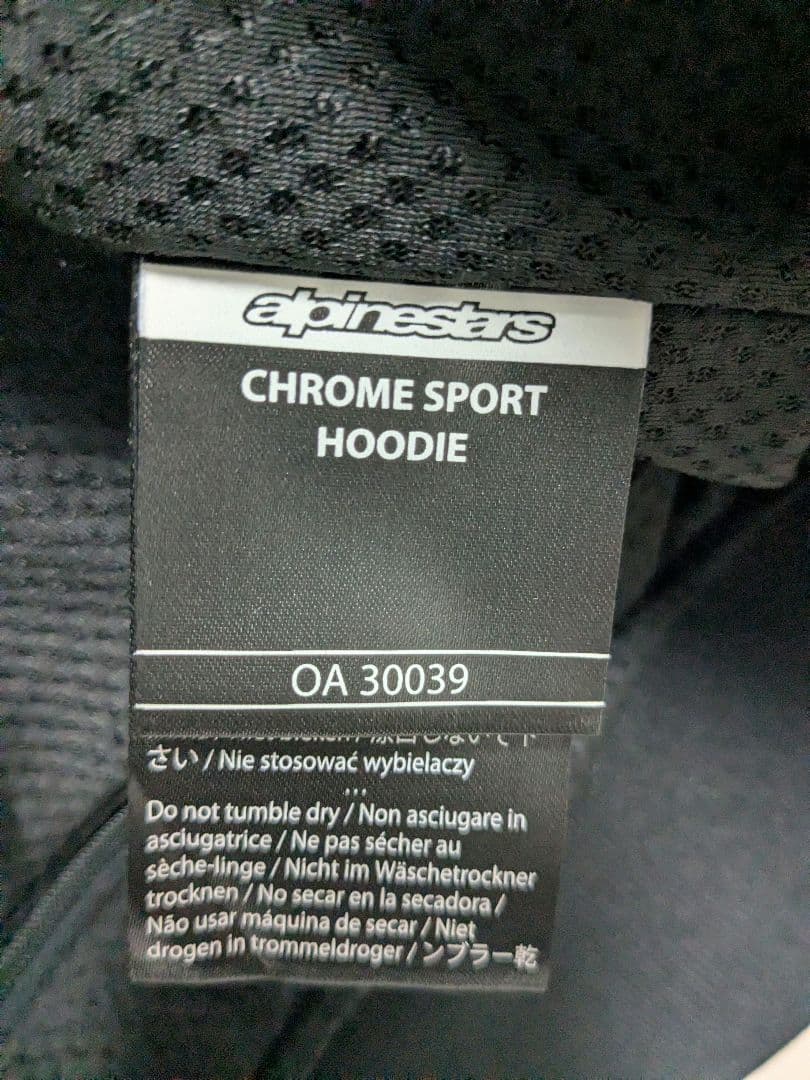 alpinestars
CHROME SPORT
HOODIE
OA 30039
さい / Nie stosować wybielaczy
...
Do not tumble dry / Non asciugare in
asciugatrice / Ne pas sécher au
sèche-linge / Nicht im Wäschetrockner
trocknen / No secar en la secadora /
Não usar máquina de secar / Niet
drogen in trommeldroger / ンブラー乾